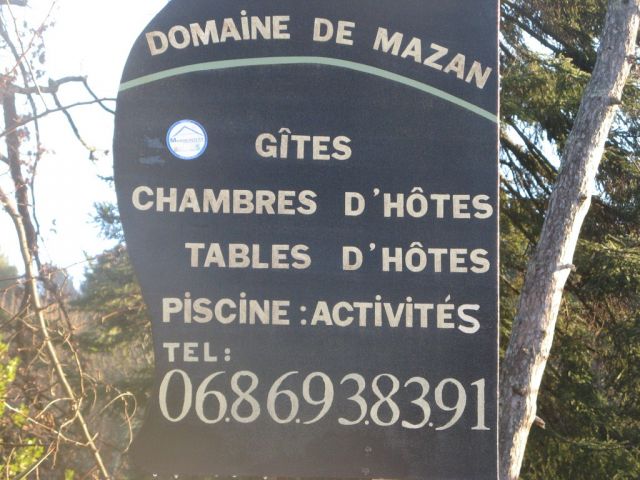 DOMAINE DE MAZAN
GÎTES
CHAMBRES D'HÔTES
TABLES D'HÔTES
PISCINE : ACTIVITÉS
TEL :
06.86.93.83.91